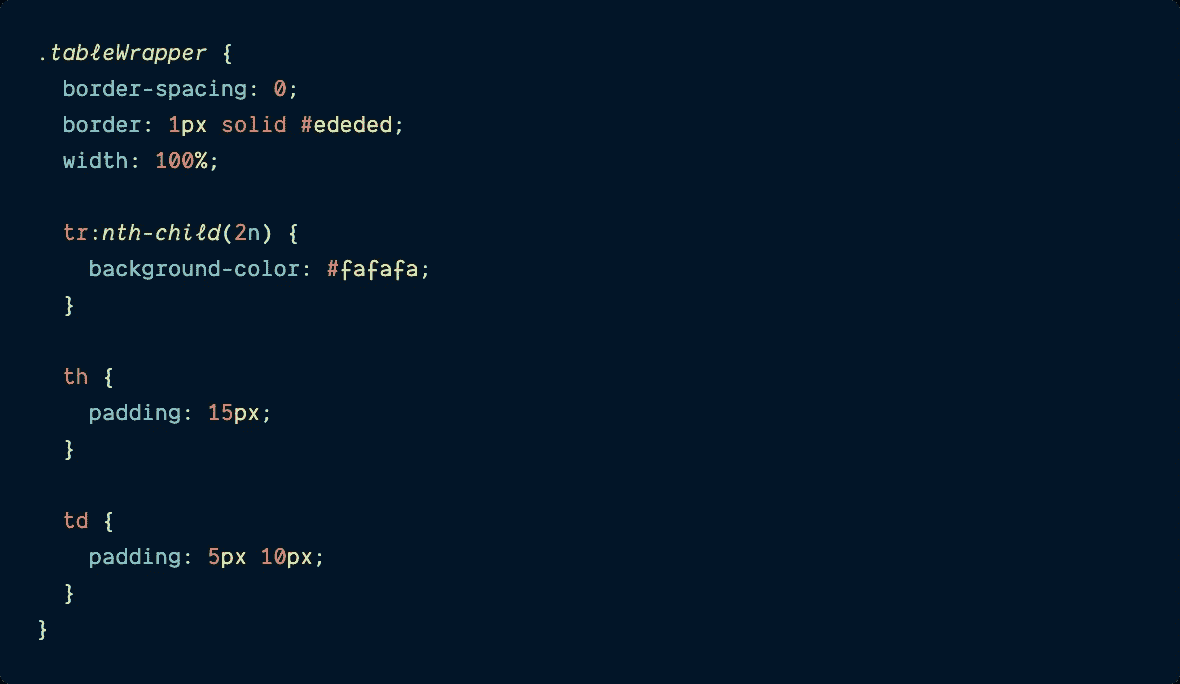 .tableWrapper {
  border-spacing: 0;
  border: 1px solid #ededed;
  width: 100%;

  tr:nth-child(2n) {
    background-color: #fafafa;
  }

  th {
    padding: 15px;
  }

  td {
    padding: 5px 10px;
  }
}